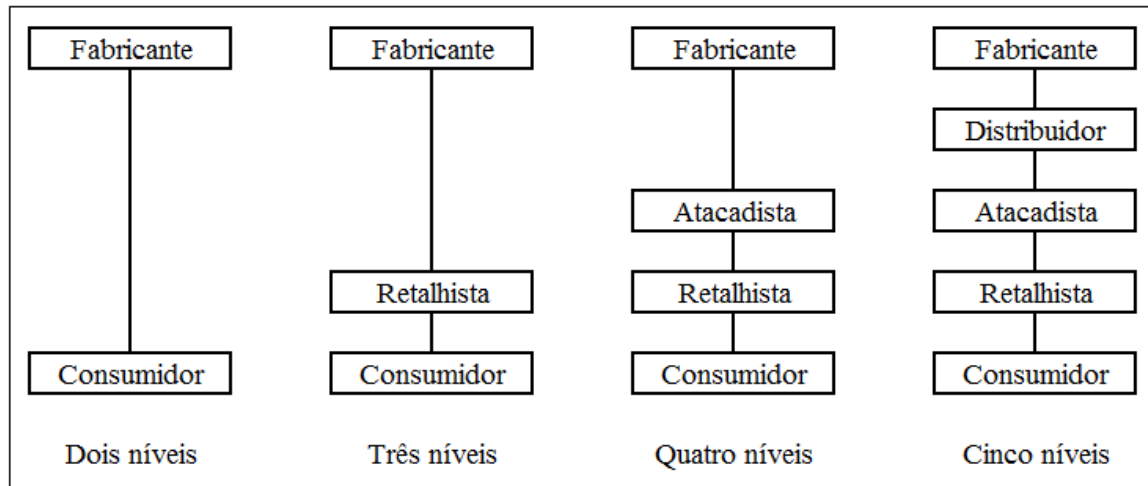 Fabricante
Fabricante
Fabricante
Fabricante
Distribuidor
Atacadista
Atacadista
Retalhista
Retalhista
Retalhista
Consumidor
Consumidor
Consumidor
Consumidor
Dois níveis
Três níveis
Quatro níveis
Cinco níveis